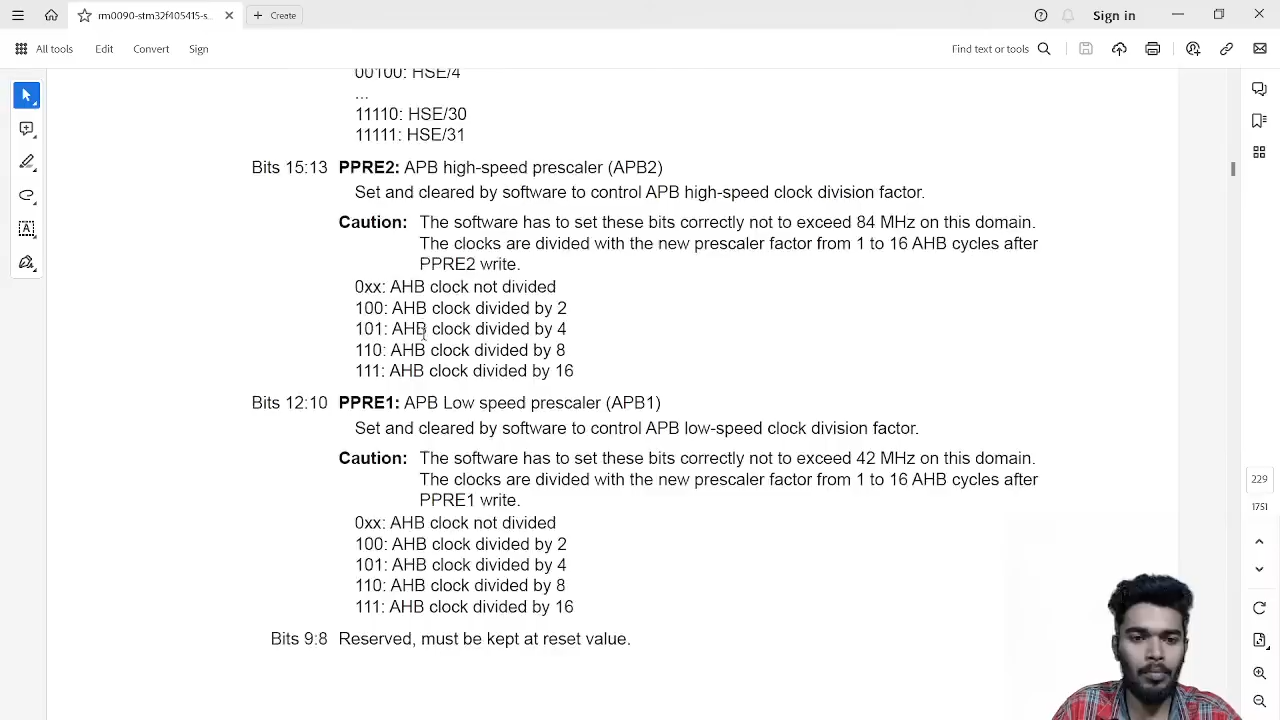 rm0090-stm32f405415-s...
Create
Sign in
All tools
Edit
Convert
Sign
Find text or tools
00100: HSE/4
...
11110: HSE/30
11111: HSE/31
Bits 15:13 PPRE2: APB high-speed prescaler (APB2)
Set and cleared by software to control APB high-speed clock division factor.
Caution: The software has to set these bits correctly not to exceed 84 MHz on this domain.
The clocks are divided with the new prescaler factor from 1 to 16 AHB cycles after
PPRE2 write.
0xx: AHB clock not divided
100: AHB clock divided by 2
101: AHB clock divided by 4
110: AHB clock divided by 8
111: AHB clock divided by 16
Bits 12:10 PPRE1: APB Low speed prescaler (APB1)
Set and cleared by software to control APB low-speed clock division factor.
Caution: The software has to set these bits correctly not to exceed 42 MHz on this domain.
The clocks are divided with the new prescaler factor from 1 to 16 AHB cycles after
PPRE1 write.
0xx: AHB clock not divided
100: AHB clock divided by 2
101: AHB clock divided by 4
110: AHB clock divided by 8
111: AHB clock divided by 16
Bits 9:8 Reserved, must be kept at reset value.
229
1751